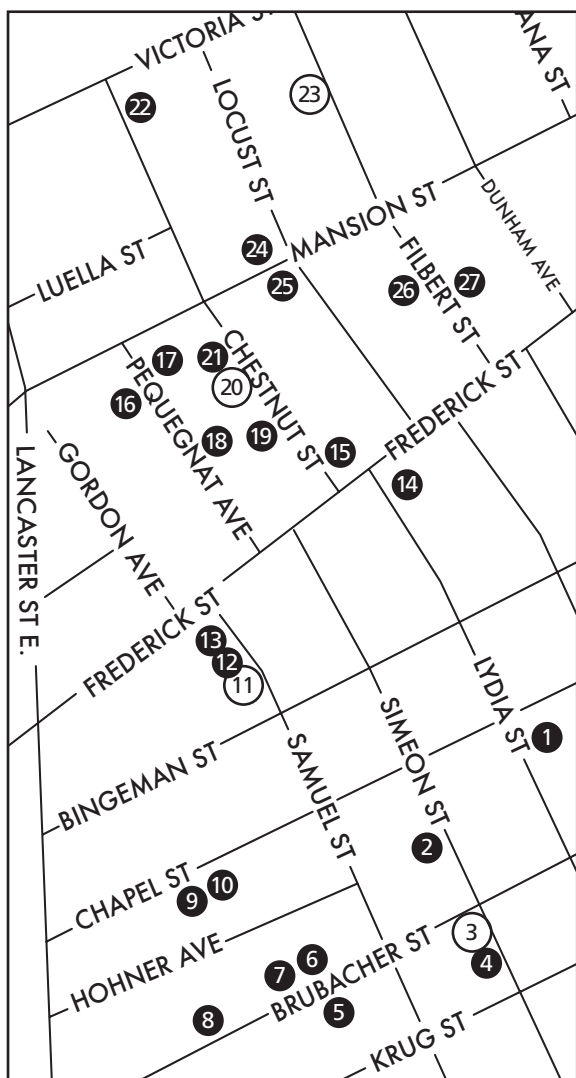 VICTORIA ST
ANA ST
22
23
LOCUST ST
DUNHAM AVE
MANSION ST
24
LUELLA ST
25
FILBERT ST
26
27
17
21
CHESTNUT ST
20
16
PEQUEGNAT AVE
18
19
15
FREDERICK ST
14
LANCASTER ST E.
GORDON AVE
FREDERICK ST
13
12
11
LYDIA ST
1
SIMEON ST
BINGEMAN ST
SAMUEL ST
2
CHAPEL ST
10
9
HOHNER AVE
3
BRUBACHER ST
4
6
7
5
8
KRUG ST